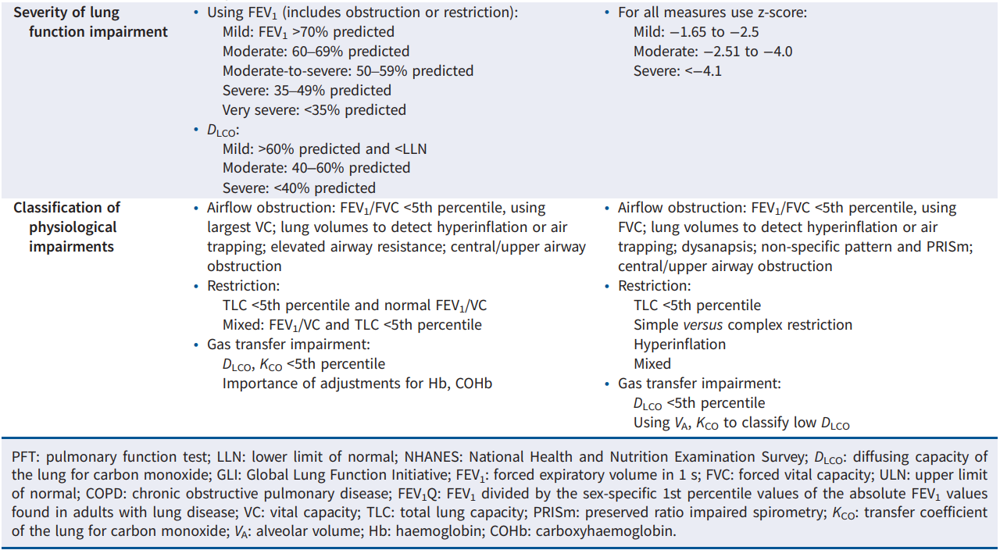 Severity of lung
function impairment
• Using FEV₁ (includes obstruction or restriction):
Mild: FEV₁ >70% predicted
Moderate: 60–69% predicted
Moderate-to-severe: 50–59% predicted
Severe: 35–49% predicted
Very severe: <35% predicted
• DLCO:
Mild: >60% predicted and <LLN
Moderate: 40–60% predicted
Severe: <40% predicted
• For all measures use z-score:
Mild: −1.65 to −2.5
Moderate: −2.51 to −4.0
Severe: <−4.1
Classification of
physiological
impairments
• Airflow obstruction: FEV₁/FVC <5th percentile, using
largest VC; lung volumes to detect hyperinflation or air
trapping; elevated airway resistance; central/upper airway
obstruction
• Restriction:
TLC <5th percentile and normal FEV₁/VC
Mixed: FEV₁/VC and TLC <5th percentile
• Gas transfer impairment:
DLCO, KCO <5th percentile
Importance of adjustments for Hb, COHb
• Airflow obstruction: FEV₁/FVC <5th percentile, using
FVC; lung volumes to detect hyperinflation or air
trapping; dysanapsis; non-specific pattern and PRISm;
central/upper airway obstruction
• Restriction:
TLC <5th percentile
Simple versus complex restriction
Hyperinflation
Mixed
• Gas transfer impairment:
DLCO <5th percentile
Using VA, KCO to classify low DLCO
PFT: pulmonary function test; LLN: lower limit of normal; NHANES: National Health and Nutrition Examination Survey; DLCO: diffusing capacity of
the lung for carbon monoxide; GLI: Global Lung Function Initiative; FEV₁: forced expiratory volume in 1 s; FVC: forced vital capacity; ULN: upper limit
of normal; COPD: chronic obstructive pulmonary disease; FEV₁Q: FEV₁ divided by the sex-specific 1st percentile values of the absolute FEV₁ values
found in adults with lung disease; VC: vital capacity; TLC: total lung capacity; PRISm: preserved ratio impaired spirometry; KCO: transfer coefficient
of the lung for carbon monoxide; VA: alveolar volume; Hb: haemoglobin; COHb: carboxyhaemoglobin.